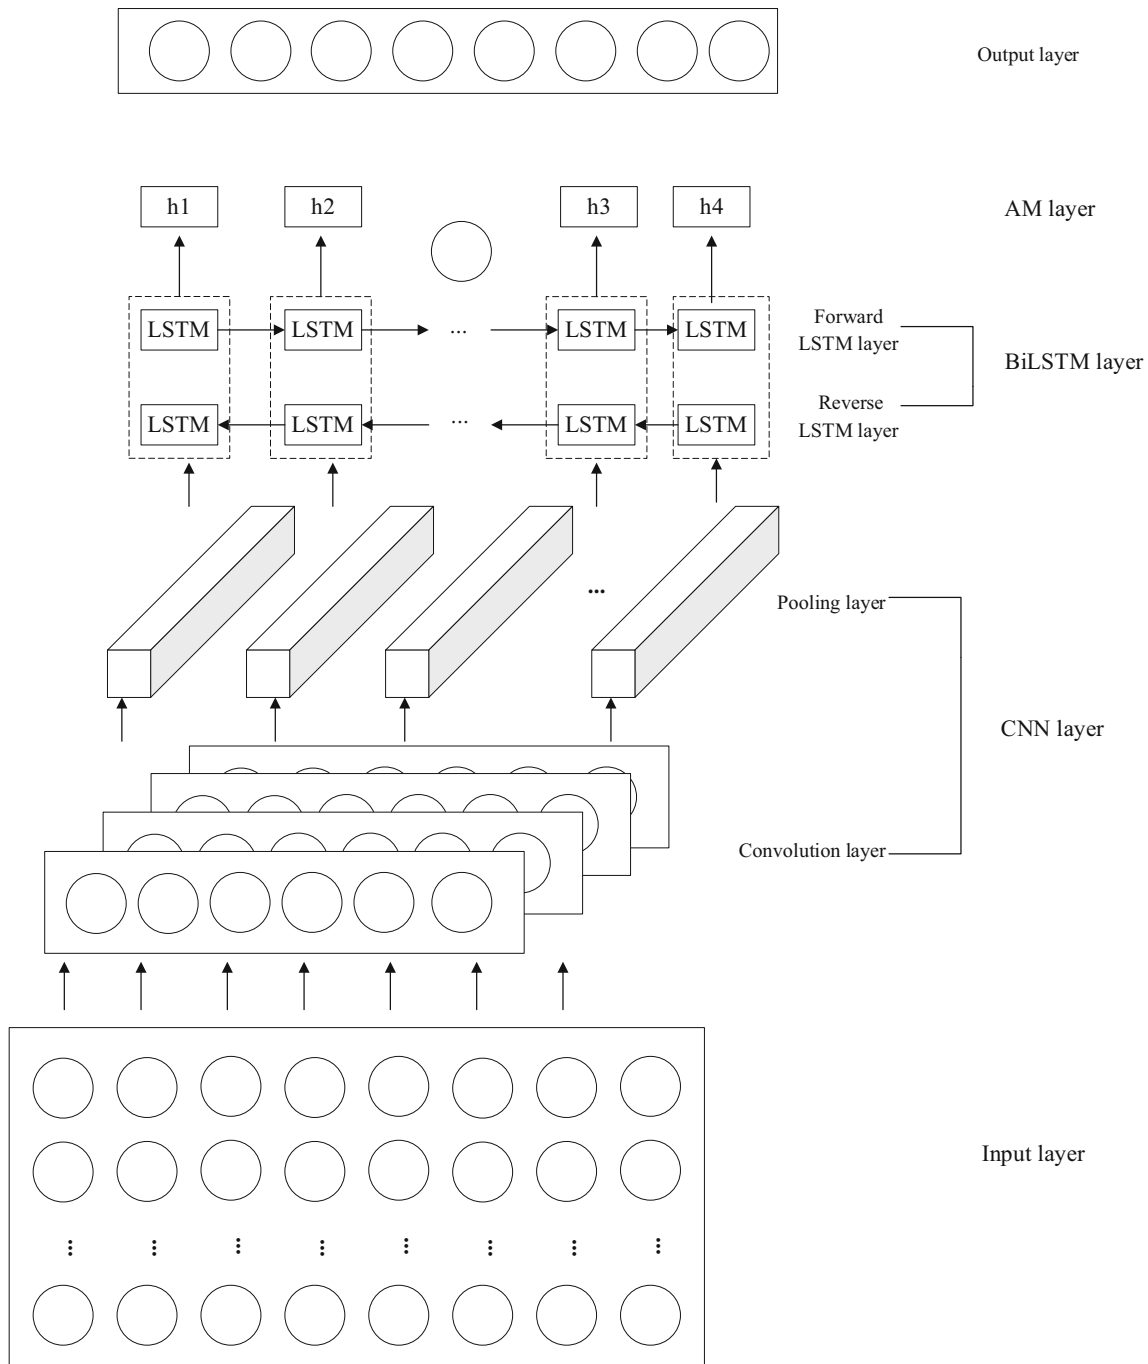 Output layer
h1 h2 h3 h4
AM layer
LSTM LSTM ... LSTM LSTM
Forward
LSTM layer
BiLSTM layer
LSTM LSTM ... LSTM LSTM
Reverse
LSTM layer
...
Pooling layer
CNN layer
Convolution layer
Input layer